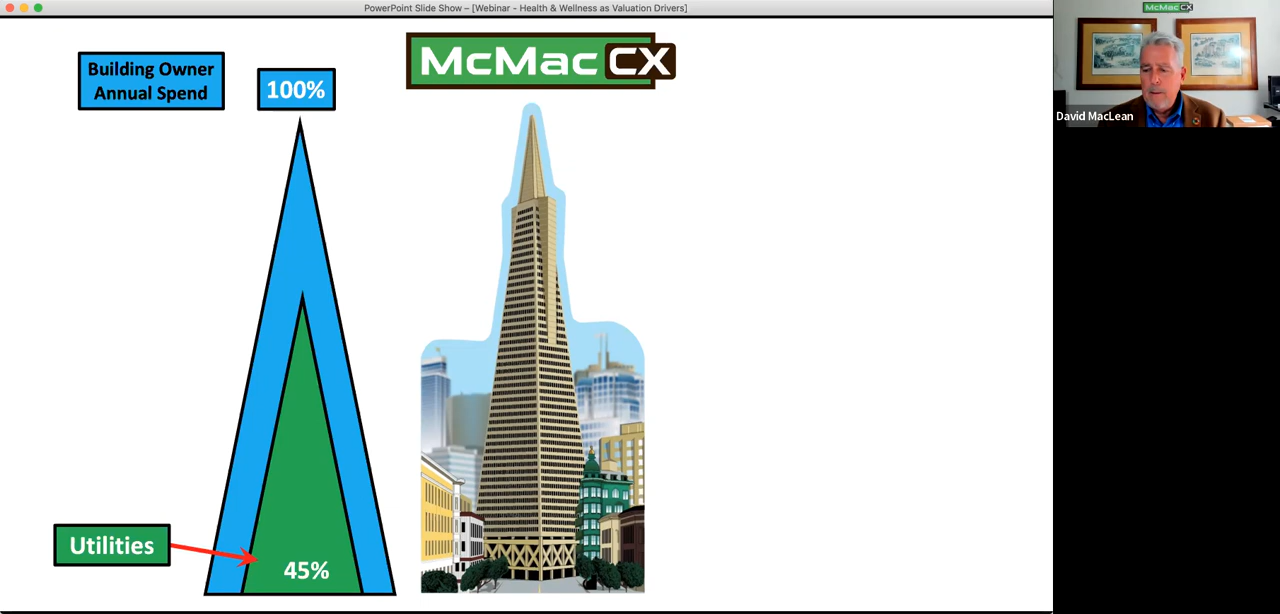 PowerPoint Slide Show – [Webinar - Health & Wellness as Valuation Drivers]
Building Owner
Annual Spend
100%
McMac CX
Utilities
45%
McMac CX
David MacLean